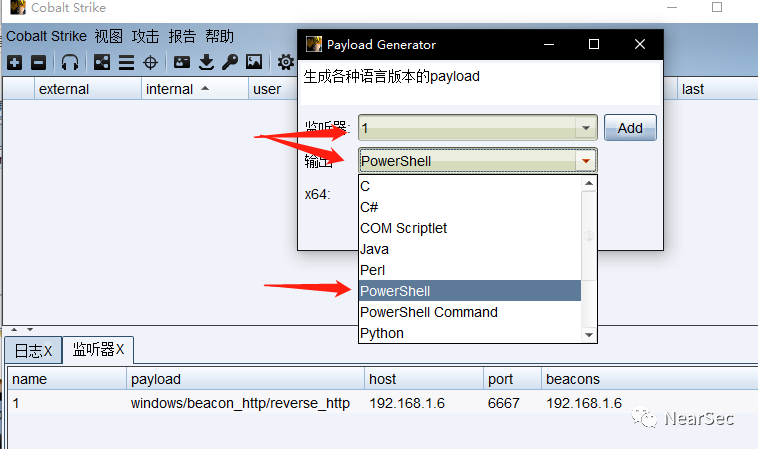 Cobalt Strike
Cobalt Strike 视图 攻击 报告 帮助
Payload Generator
生成各种语言版本的payload
external internal user last
监听器: 1 Add
输出 PowerShell
x64:
C
C#
COM Scriptlet
Java
Perl
PowerShell
PowerShell Command
Python
日志X 监听器X
name payload host port beacons
1 windows/beacon_http/reverse_http 192.168.1.6 6667 192.168.1.6
NearSec